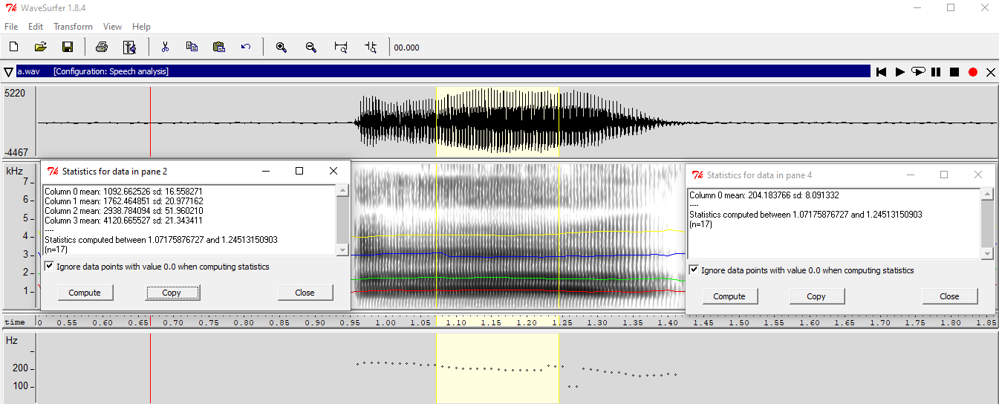 WaveSurfer 1.8.4
File Edit Transform View Help
00.000
a.wav [Configuration: Speech analysis]
5220
-4467
kHz
7
6
5
4
3
2
1
Statistics for data in pane 2
Column 0 mean: 1092.662526 sd: 16.558271
Column 1 mean: 1762.464851 sd: 20.977162
Column 2 mean: 2938.784094 sd: 51.960210
Column 3 mean: 4120.665527 sd: 21.343411
----
Statistics computed between 1.07175876727 and 1.24513150903
(n=17)
Ignore data points with value 0.0 when computing statistics
Compute Copy Close
Statistics for data in pane 4
Column 0 mean: 204.183766 sd: 8.091332
----
Statistics computed between 1.07175876727 and 1.24513150903
(n=17)
Ignore data points with value 0.0 when computing statistics
Compute Copy Close
time 0 0.55 0.60 0.65 0.70 0.75 0.80 0.85 0.90 0.95 1.00 1.05 1.10 1.15 1.20 1.25 1.30 1.35 1.40 1.45 1.50 1.55 1.60 1.65 1.70 1.75 1.80 1.85
Hz
200
100